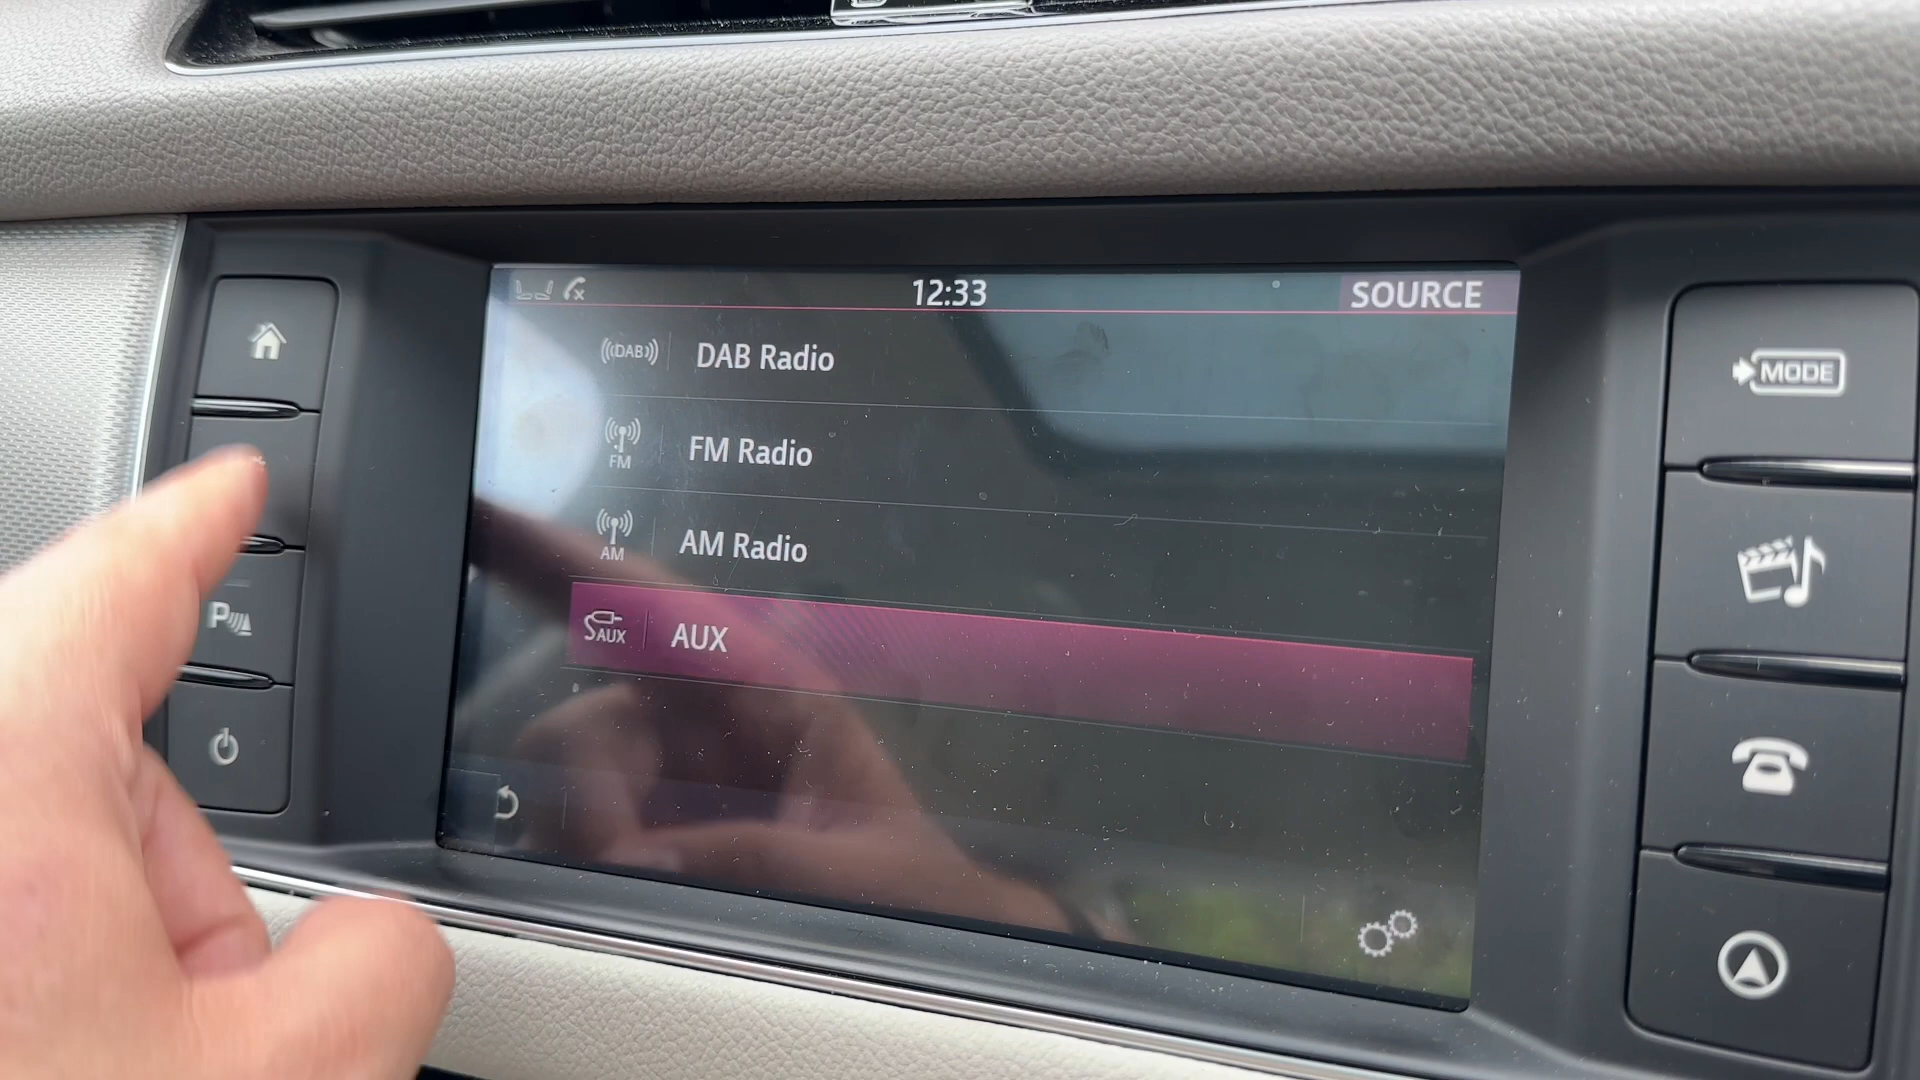 12:33
SOURCE
DAB
DAB Radio
FM
FM Radio
AM
AM Radio
AUX
AUX
P
MODE